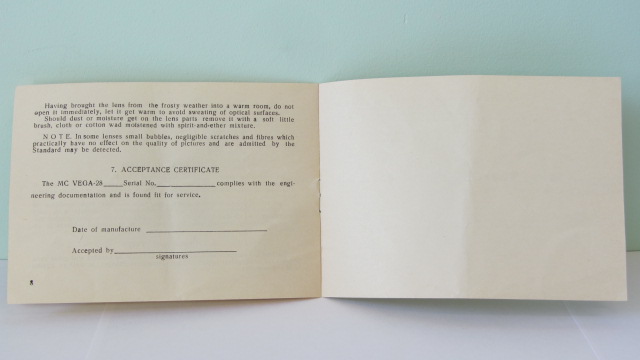 Having brought the lens from the frosty weather into a warm room, do not
open it immediately, let it get warm to avoid sweating of optical surfaces.
Should dust or moisture get on the lens parts remove it with a soft little
brush, cloth or cotton wad moistened with spirit-and-ether mixture.
NOTE. In some lenses small bubbles, negligible scratches and fibres which
practically have no effect on the quality of pictures and are admitted by the
Standard may be detected.
7. ACCEPTANCE CERTIFICATE
The MC VEGA-28____Serial No.____________complies with the engi-
neering documentation and is found fit for service.
Date of manufacture ________________________
Accepted by________________________
signatures
8